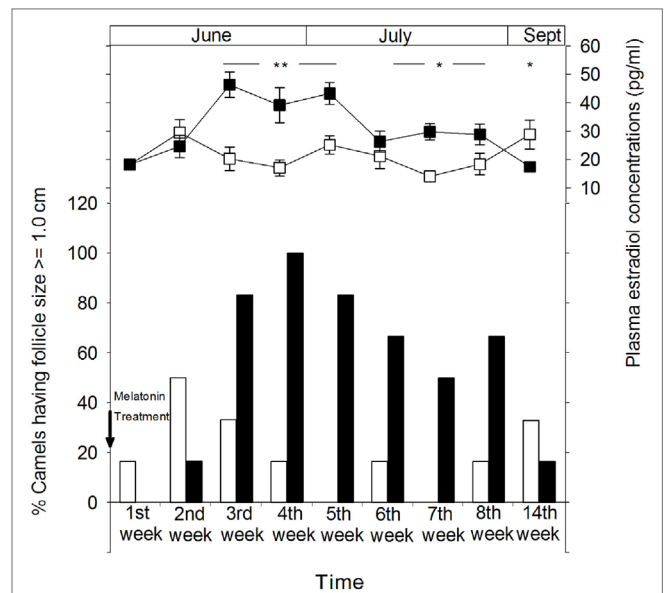 June July Sept
** * *
60
50
40
30
20
10
Plasma estradiol concentrations (pg/ml)
120
100
80
60
40
20
0
% Camels having follicle size >= 1.0 cm
Melatonin
Treatment
1st 2nd 3rd 4th 5th 6th 7th 8th 14th
week week week week week week week week week
Time